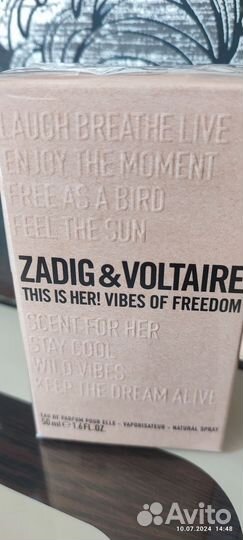 LAUGH BREATHE LIVE
ENJOY THE MOMENT
FREE AS A BIRD
FEEL THE SUN
ZADIG & VOLTAIRE
THIS IS HER! VIBES OF FREEDOM
SCENT FOR HER
STAY COOL
WILD VIBES
KEEP THE DREAM ALIVE
EAU DE PARFUM POUR ELLE - VAPORISATEUR - NATURAL SPRAY
50 ml e 1.6 FL.OZ.
Avito
10.07.2024 14:48